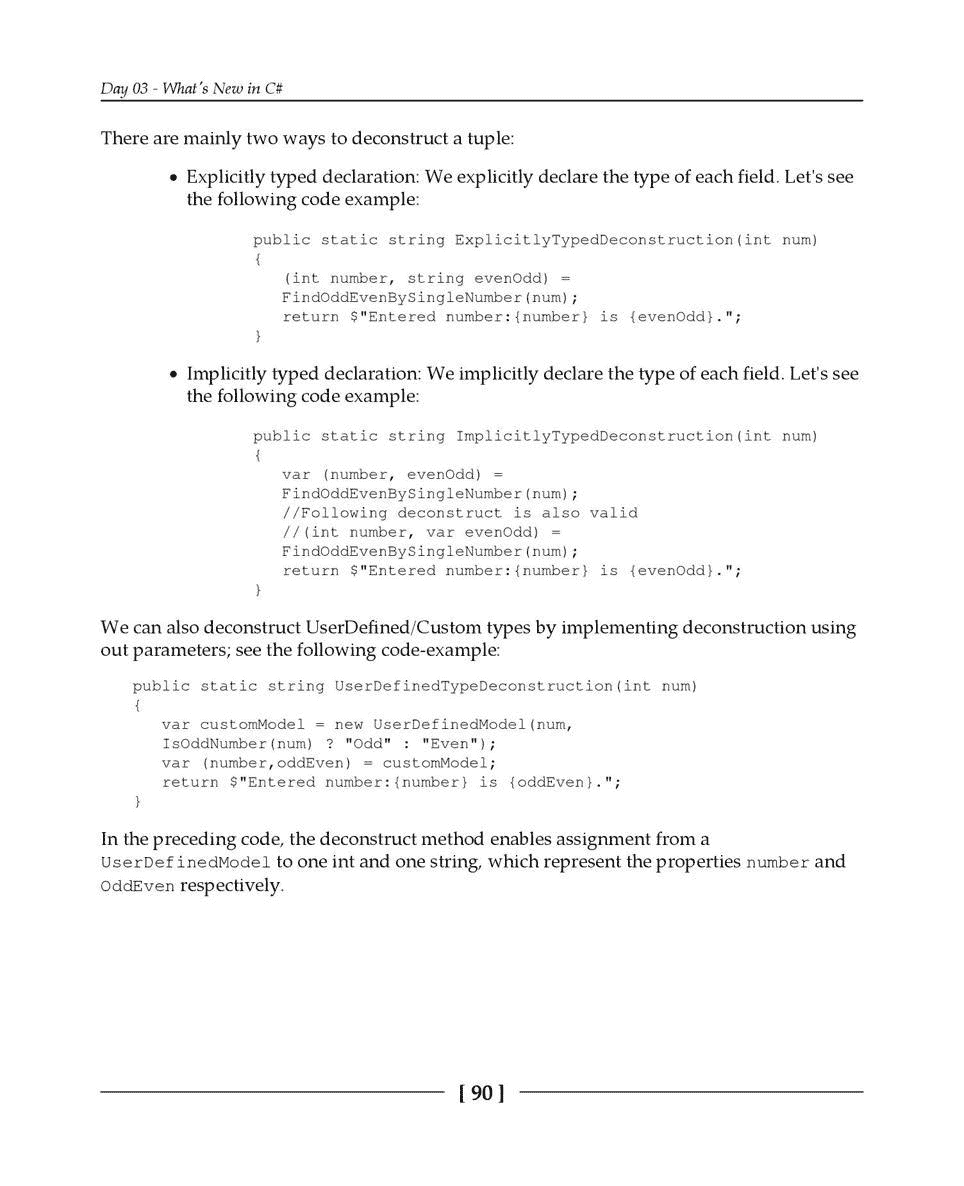 Day 03 - What's New in C#
There are mainly two ways to deconstruct a tuple:
• Explicitly typed declaration: We explicitly declare the type of each field. Let's see
the following code example:
public static string ExplicitlyTypedDeconstruction(int num)
{
(int number, string evenOdd) =
FindOddEvenBySingleNumber(num);
return $"Entered number:{number} is {evenOdd}.";
}
• Implicitly typed declaration: We implicitly declare the type of each field. Let's see
the following code example:
public static string ImplicitlyTypedDeconstruction(int num)
{
var (number, evenOdd) =
FindOddEvenBySingleNumber(num);
//Following deconstruct is also valid
//(int number, var evenOdd) =
FindOddEvenBySingleNumber(num);
return $"Entered number:{number} is {evenOdd}.";
}
We can also deconstruct UserDefined/Custom types by implementing deconstruction using
out parameters; see the following code-example:
public static string UserDefinedTypeDeconstruction(int num)
{
var customModel = new UserDefinedModel(num,
IsOddNumber(num) ? "Odd" : "Even");
var (number,oddEven) = customModel;
return $"Entered number:{number} is {oddEven}.";
}
In the preceding code, the deconstruct method enables assignment from a
UserDefinedModel to one int and one string, which represent the properties number and
OddEven respectively.
[ 90 ]